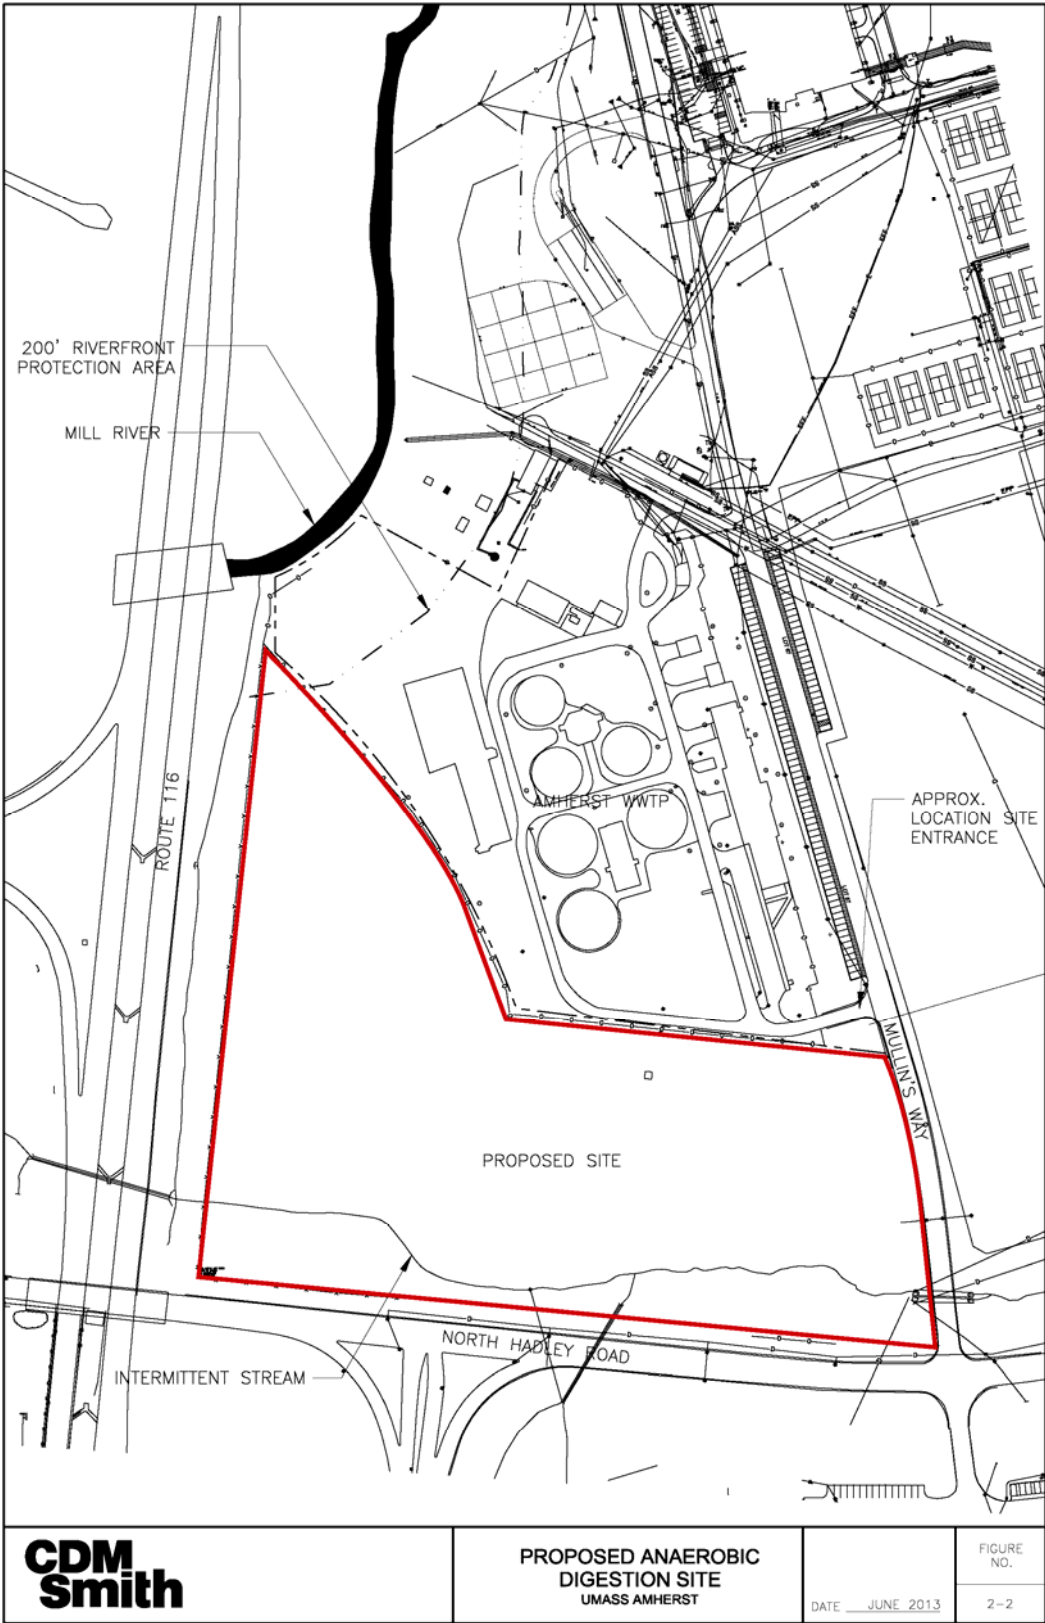 200' RIVERFRONT
PROTECTION AREA
MILL RIVER
ROUTE 116
AMHERST WWTP
APPROX.
LOCATION SITE
ENTRANCE
MULLIN'S WAY
PROPOSED SITE
NORTH HADLEY ROAD
INTERMITTENT STREAM
CDM
Smith
PROPOSED ANAEROBIC
DIGESTION SITE
UMASS AMHERST
DATE JUNE 2013
FIGURE
NO.
2-2